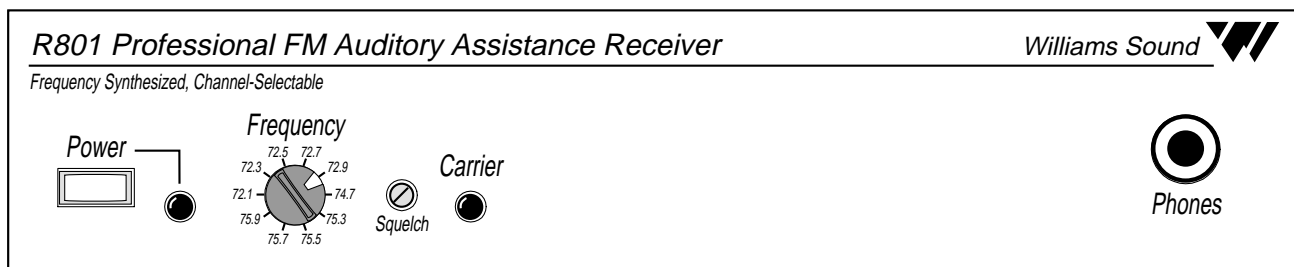 R801 Professional FM Auditory Assistance Receiver
Williams Sound
Frequency Synthesized, Channel-Selectable
Power
Frequency
72.5 72.7
72.3 72.9
72.1 74.7
75.9 75.3
75.7 75.5
Squelch
Carrier
Phones